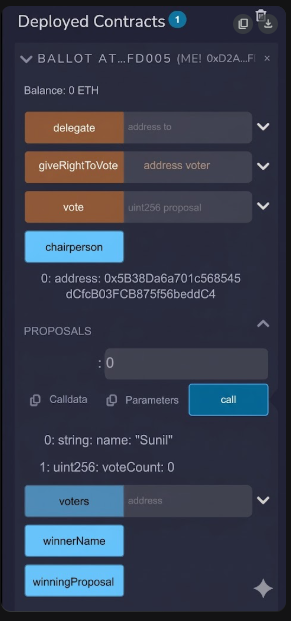 Deployed Contracts 1
BALLOT AT...FD005 (ME! 0xD2A...F
Balance: 0 ETH
delegate address to
giveRightToVote address voter
vote uint256 proposal
chairperson
0: address: 0x5B38Da6a701c568545
dCfcB03FCB875f56beddC4
PROPOSALS
: 0
Calldata Parameters call
0: string: name: "Sunil"
1: uint256: voteCount: 0
voters address
winnerName
winningProposal